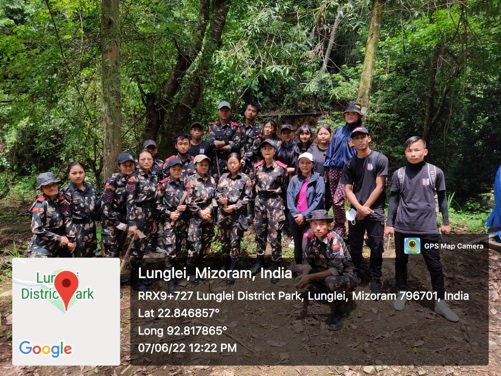 GPS Map Camera
Lunglei, Mizoram, India
RRX9+727 Lunglei District Park, Lunglei, Mizoram 796701, India
Lat 22.846857°
Long 92.817865°
07/06/22 12:22 PM
Lunglei
District Park
Google